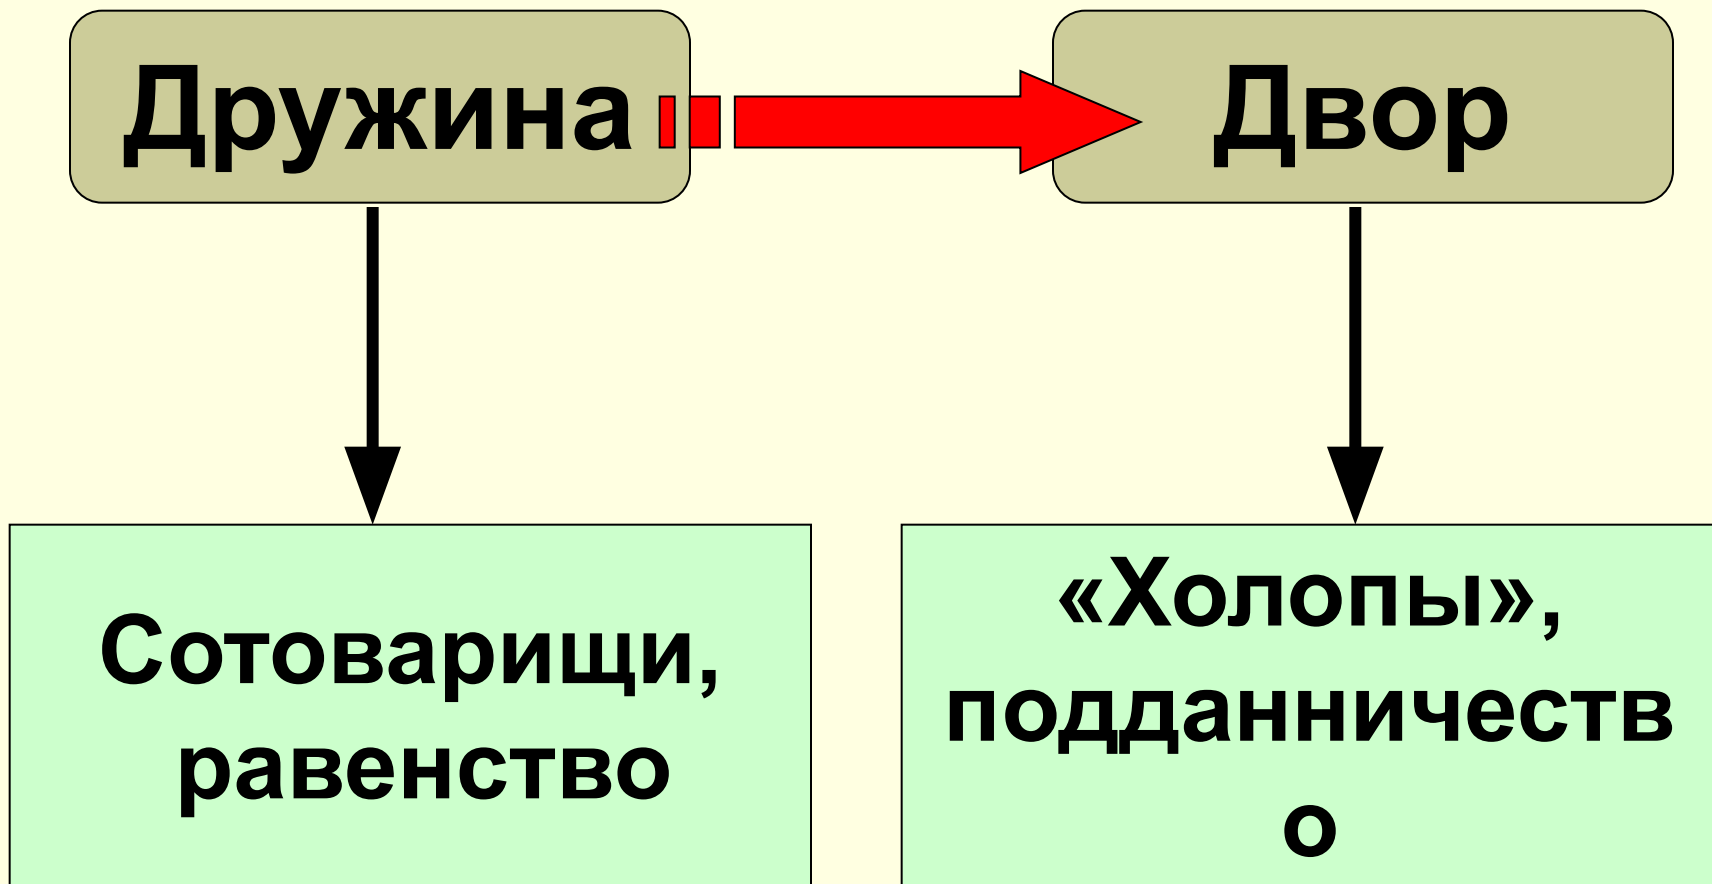 Дружина
Двор
Сотоварищи,
равенство
«Холопы»,
подданничеств
о